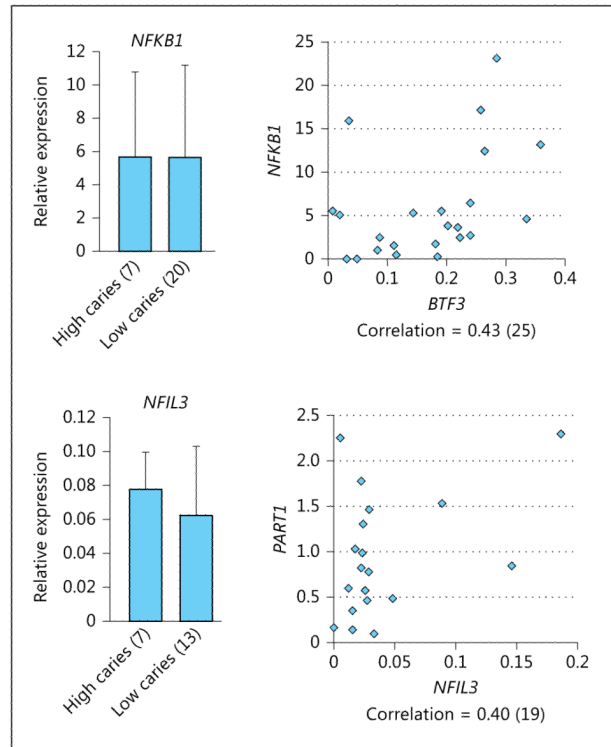 NFKB1
12
10
8
6
4
2
0
Relative expression
High caries (7)
Low caries (20)
25
20
15
10
5
0
NFKB1
0 0.1 0.2 0.3 0.4
BTF3
Correlation = 0.43 (25)
NFIL3
0.12
0.10
0.08
0.06
0.04
0.02
0
Relative expression
High caries (7)
Low caries (13)
2.5
2.0
1.5
1.0
0.5
0
PART1
0 0.05 0.1 0.15 0.2
NFIL3
Correlation = 0.40 (19)